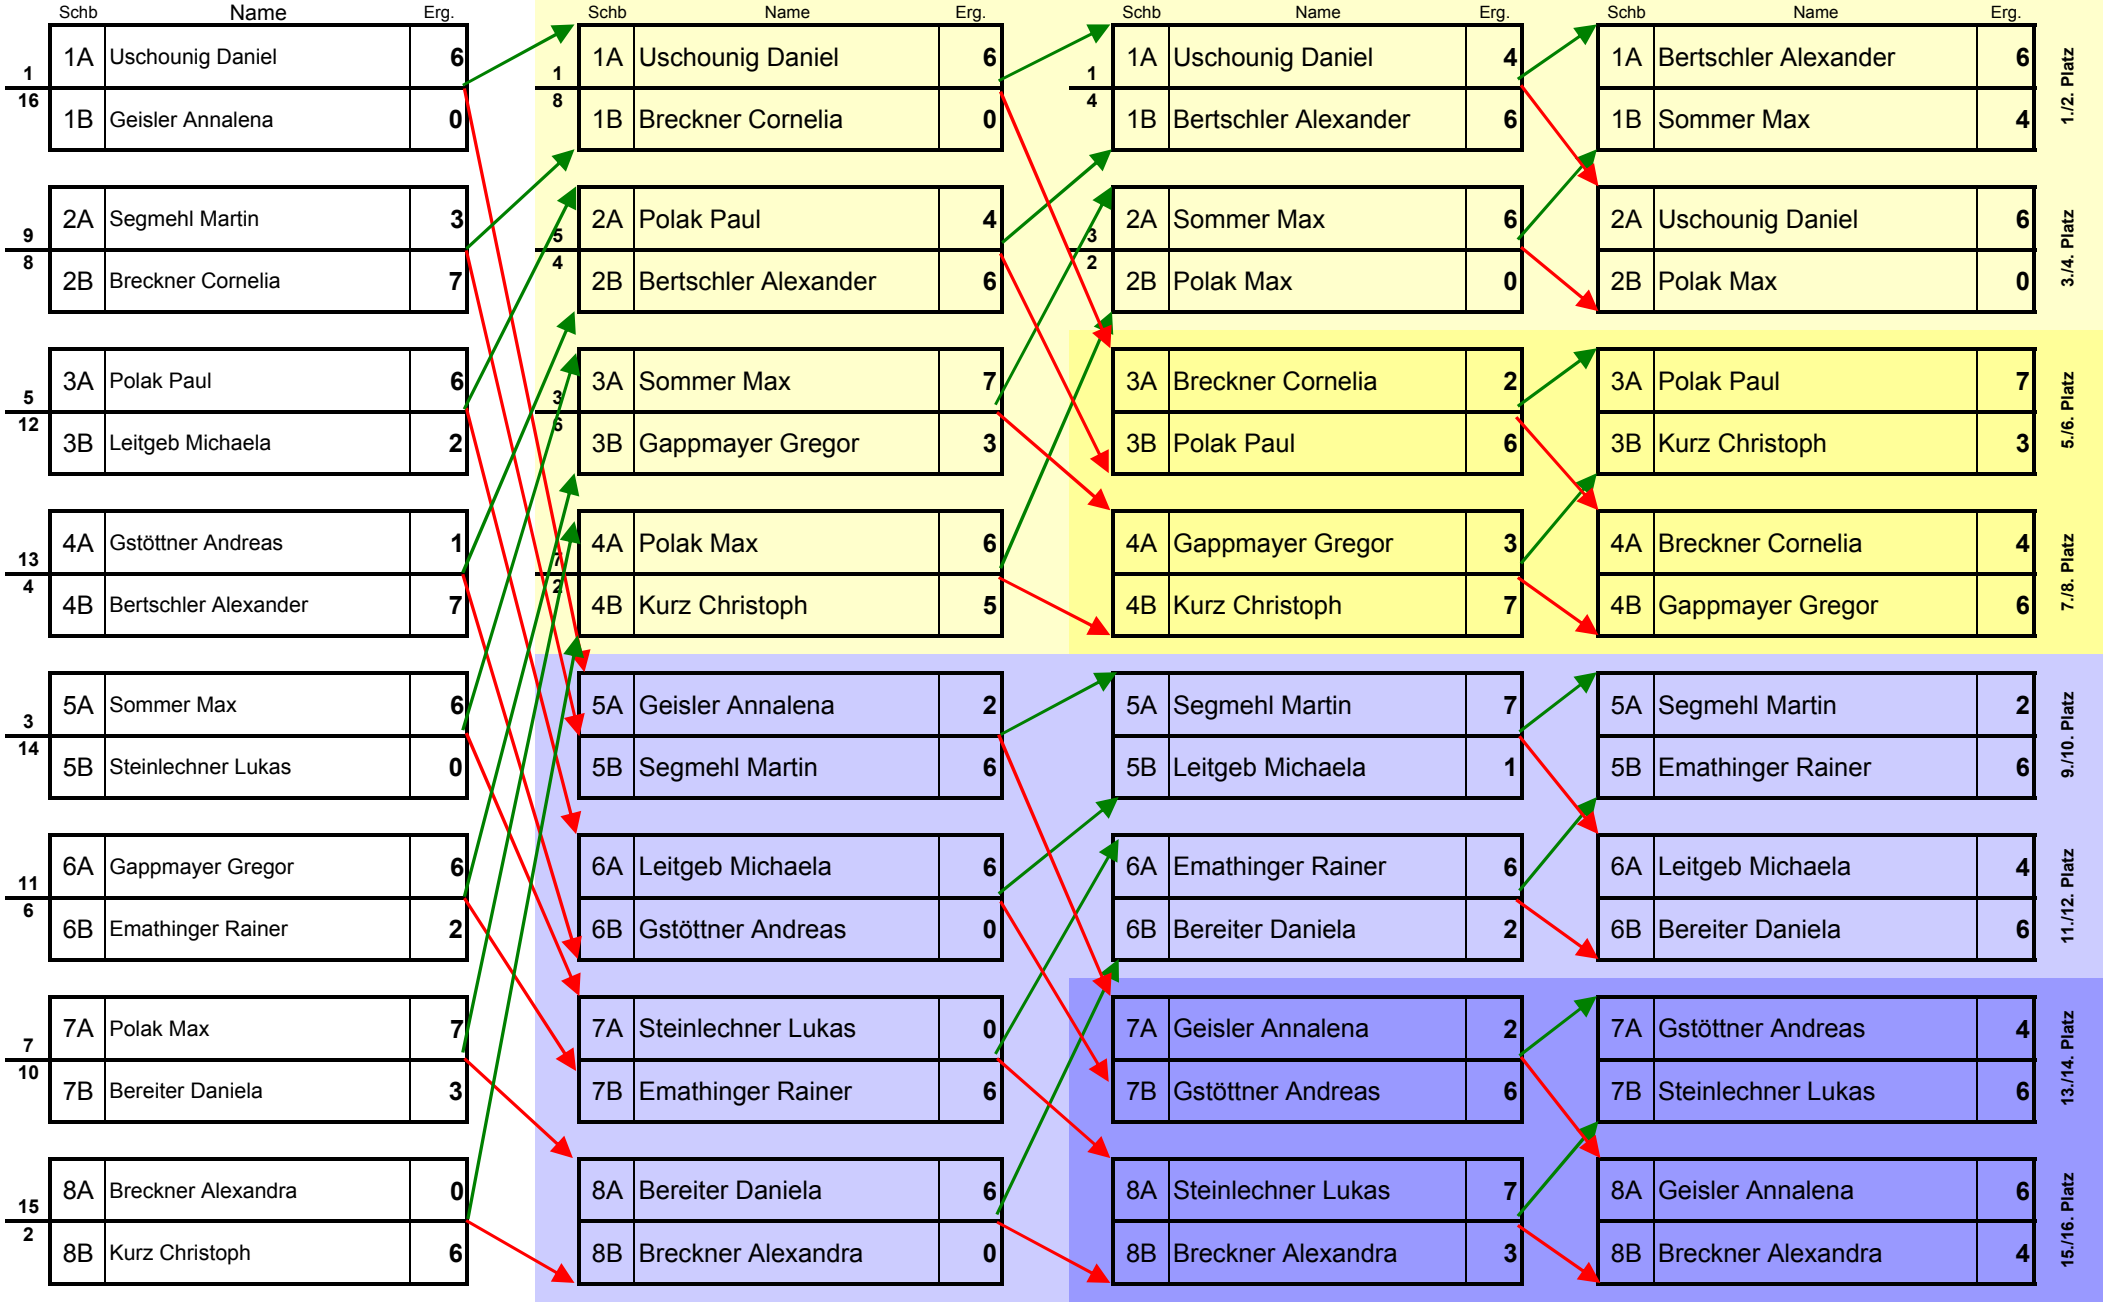 Schb Name Erg. Schb Name Erg. Schb Name Erg. Schb Name Erg.
1A Uschounig Daniel 6 1A Uschounig Daniel 6 1A Uschounig Daniel 4 1A Bertschler Alexander 6
1 1 1 1./2. Platz
16 8 4
1B Geisler Annalena 0 1B Breckner Cornelia 0 1B Bertschler Alexander 6 1B Sommer Max 4
2A Segmehl Martin 3 2A Polak Paul 4 2A Sommer Max 6 2A Uschounig Daniel 6
9 5 3 3./4. Platz
8 4 2
2B Breckner Cornelia 7 2B Bertschler Alexander 6 2B Polak Max 0 2B Polak Max 0
3A Polak Paul 6 3A Sommer Max 7 3A Breckner Cornelia 2 3A Polak Paul 7
5 3 5./6. Platz
12 6
3B Leitgeb Michaela 2 3B Gappmayer Gregor 3 3B Polak Paul 6 3B Kurz Christoph 3
4A Gstöttner Andreas 1 4A Polak Max 6 4A Gappmayer Gregor 3 4A Breckner Cornelia 4
13 7 7./8. Platz
4 2
4B Bertschler Alexander 7 4B Kurz Christoph 5 4B Kurz Christoph 7 4B Gappmayer Gregor 6
5A Sommer Max 6 5A Geisler Annalena 2 5A Segmehl Martin 7 5A Segmehl Martin 2
3 9./10. Platz
14
5B Steinlechner Lukas 0 5B Segmehl Martin 6 5B Leitgeb Michaela 1 5B Emathinger Rainer 6
6A Gappmayer Gregor 6 6A Leitgeb Michaela 6 6A Emathinger Rainer 6 6A Leitgeb Michaela 4
11 11./12. Platz
6
6B Emathinger Rainer 2 6B Gstöttner Andreas 0 6B Bereiter Daniela 2 6B Bereiter Daniela 6
7A Polak Max 7 7A Steinlechner Lukas 0 7A Geisler Annalena 2 7A Gstöttner Andreas 4
7 13./14. Platz
10
7B Bereiter Daniela 3 7B Emathinger Rainer 6 7B Gstöttner Andreas 6 7B Steinlechner Lukas 6
8A Breckner Alexandra 0 8A Bereiter Daniela 6 8A Steinlechner Lukas 7 8A Geisler Annalena 6
15 15./16. Platz
2
8B Kurz Christoph 6 8B Breckner Alexandra 0 8B Breckner Alexandra 3 8B Breckner Alexandra 4